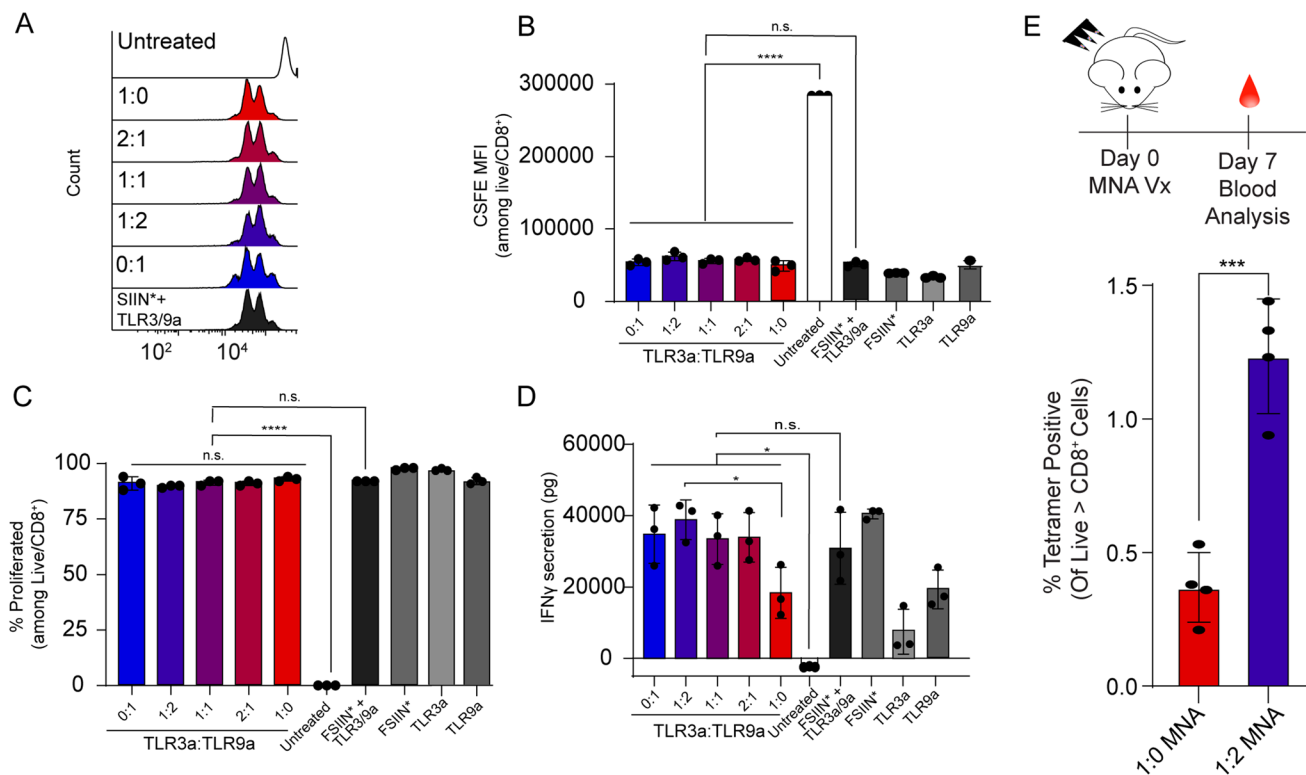 A
Untreated
1:0
2:1
1:1
1:2
0:1
SIIN*+
TLR3/9a
Count
10²
10⁴
B
n.s.
****
300000
200000
100000
0
CSFE MFI
(among live/CD8⁺)
0:1
1:2
1:1
2:1
1:0
Untreated
FSIIN* +
TLR3/9a
FSIIN*
TLR3a
TLR9a
TLR3a:TLR9a
C
n.s.
****
n.s.
100
75
50
25
0
% Proliferated
(among Live/CD8⁺)
0:1
1:2
1:1
2:1
1:0
Untreated
FSIIN* +
TLR3/9a
FSIIN*
TLR3a
TLR9a
TLR3a:TLR9a
D
n.s.
*
*
60000
40000
20000
0
IFNγ secretion (pg)
0:1
1:2
1:1
2:1
1:0
Untreated
FSIIN* +
TLR3a/9a
FSIIN*
TLR3a
TLR9a
TLR3a:TLR9a
E
Day 0
MNA Vx
Day 7
Blood
Analysis
***
1.5
1.0
0.5
0.0
% Tetramer Positive
(Of Live > CD8⁺ Cells)
1:0 MNA
1:2 MNA